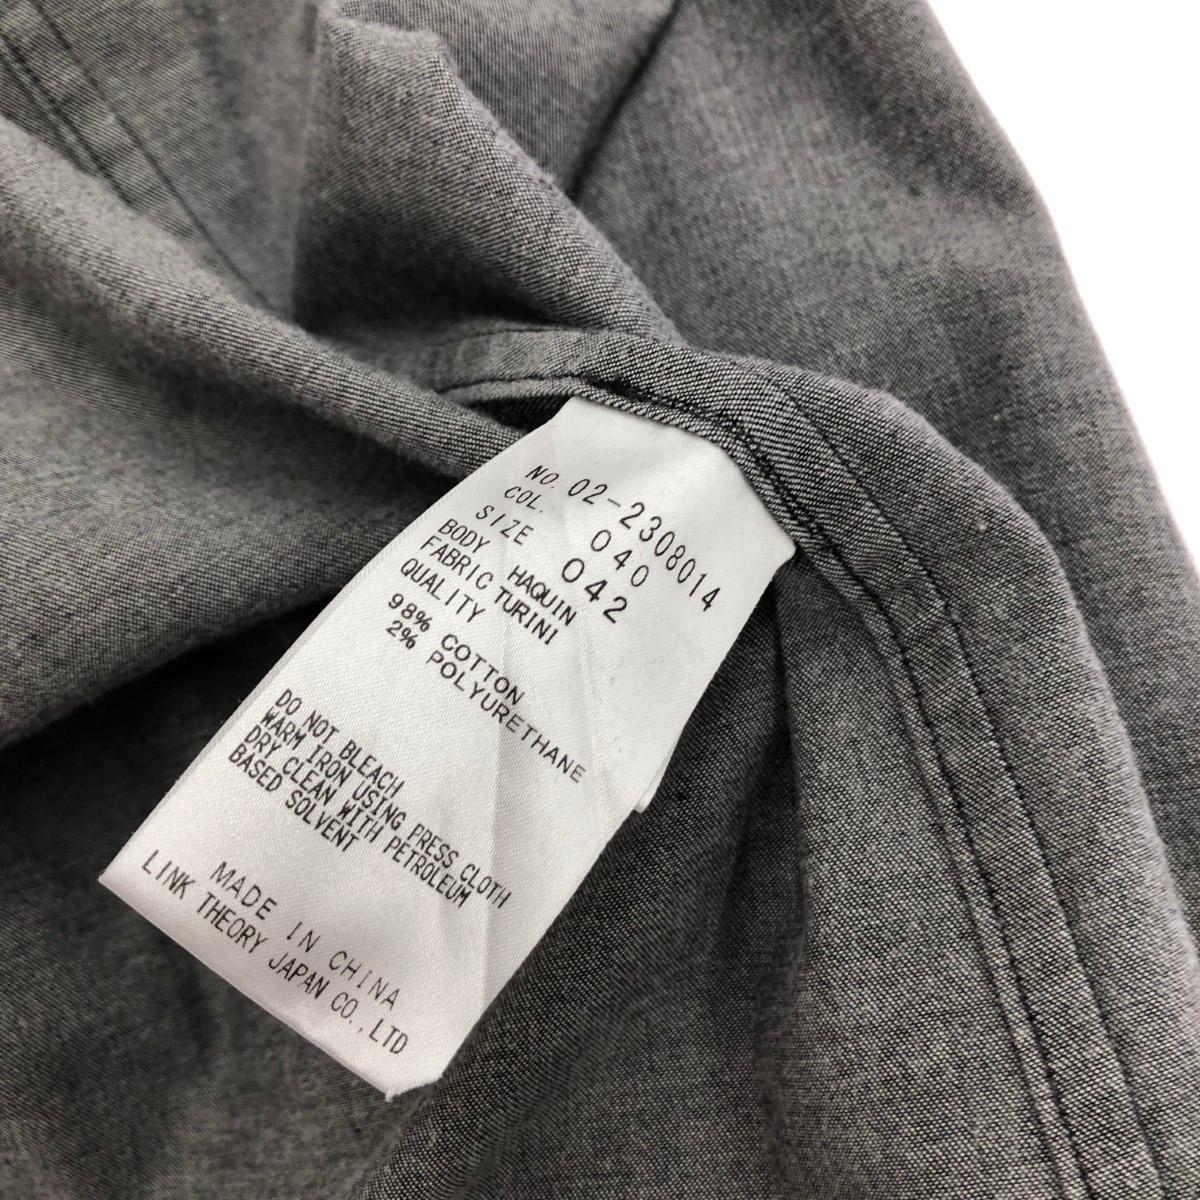 NO. 02-2308014
COL. 040
SIZE 042
BODY HAQUIN
FABRIC TURINI
QUALITY
98% COTTON
2% POLYURETHANE
DO NOT BLEACH
WARM IRON USING PRESS CLOTH
DRY CLEAN WITH PETROLEUM
BASED SOLVENT
MADE IN CHINA
LINK THEORY JAPAN CO.,LTD